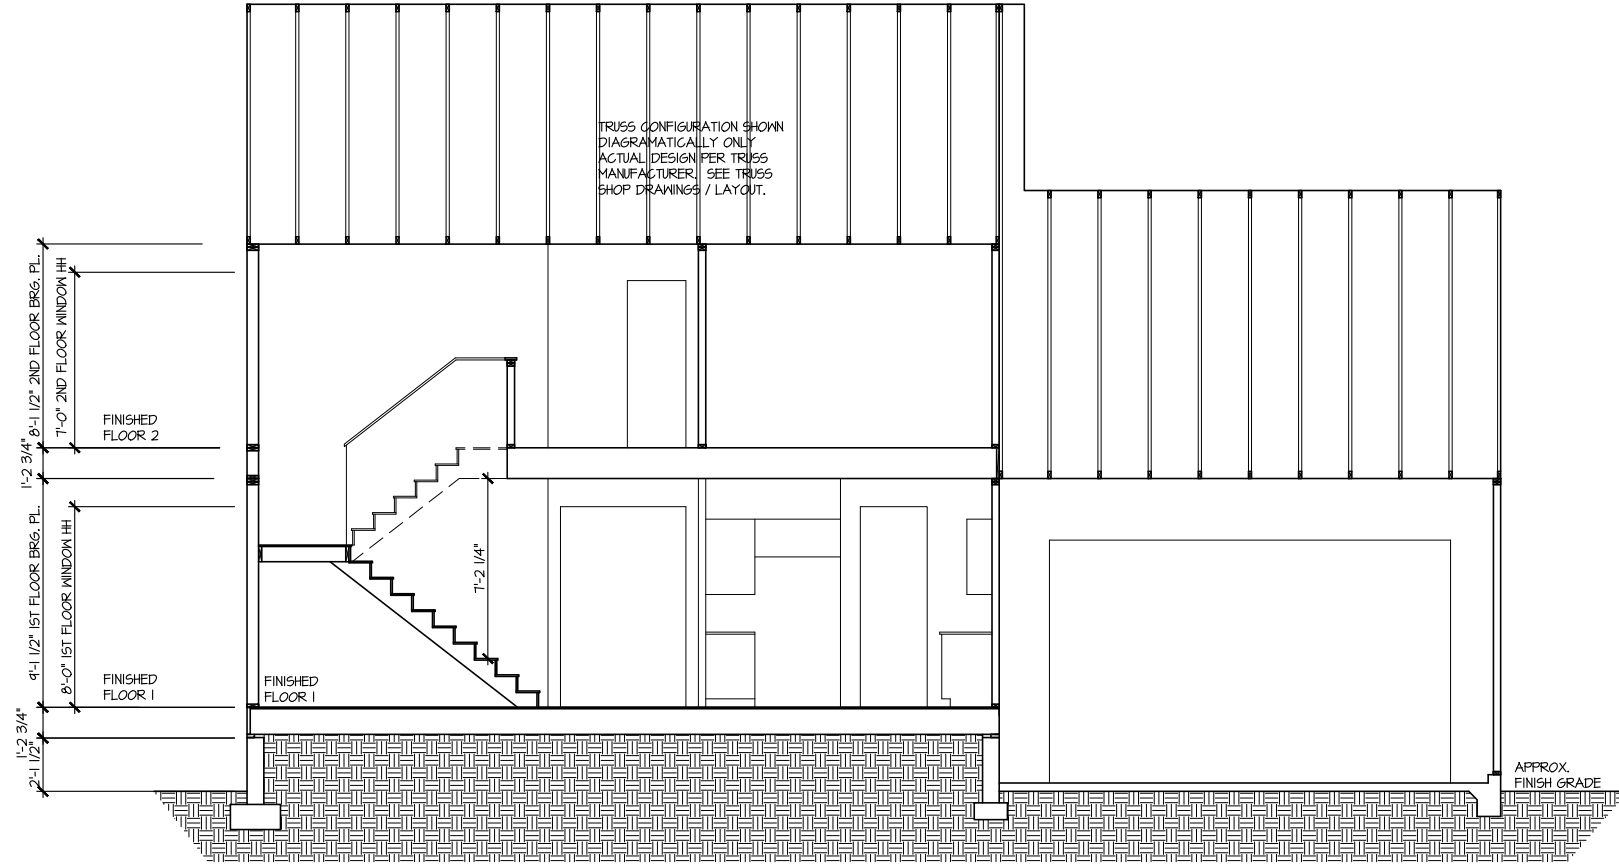 TRUSS CONFIGURATION SHOWN
DIAGRAMATICALLY ONLY
ACTUAL DESIGN PER TRUSS
MANUFACTURER. SEE TRUSS
SHOP DRAWINGS / LAYOUT.
8'-1 1/2" 2ND FLOOR BRG. PL.
7'-0" 2ND FLOOR WINDOW HH
FINISHED
FLOOR 2
1'-2 3/4"
9'-1 1/2" 1ST FLOOR BRG. PL.
8'-0" 1ST FLOOR WINDOW HH
7'-2 1/4"
FINISHED
FLOOR 1
FINISHED
FLOOR 1
1'-2 3/4"
2'-1 1/2"
APPROX.
FINISH GRADE